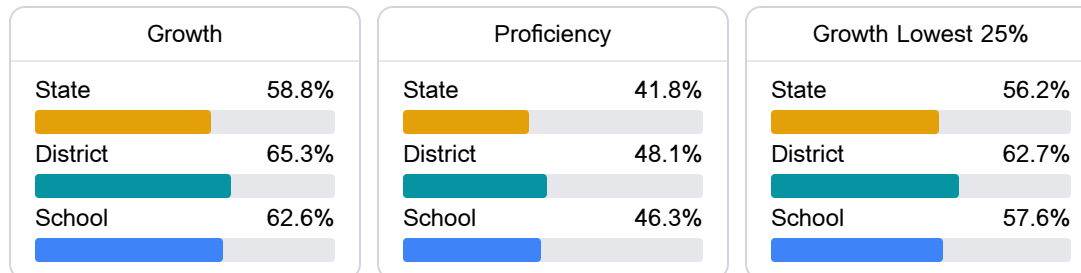 Growth
State 58.8%
District 65.3%
School 62.6%
Proficiency
State 41.8%
District 48.1%
School 46.3%
Growth Lowest 25%
State 56.2%
District 62.7%
School 57.6%